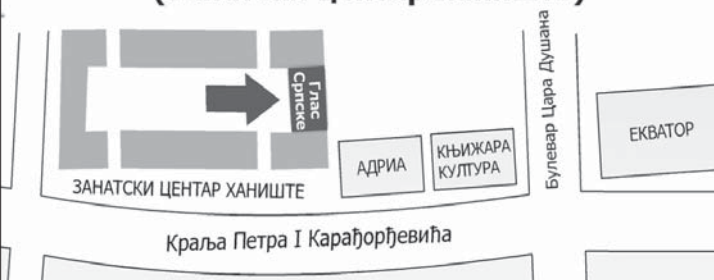 Глас
Српске
ЗАНАТСКИ ЦЕНТАР ХАНИШТЕ
АДРИА
КЊИЖАРА
КУЛТУРА
Булевар Цара Душана
ЕКВАТОР
Краља Петра I Карађорђевића